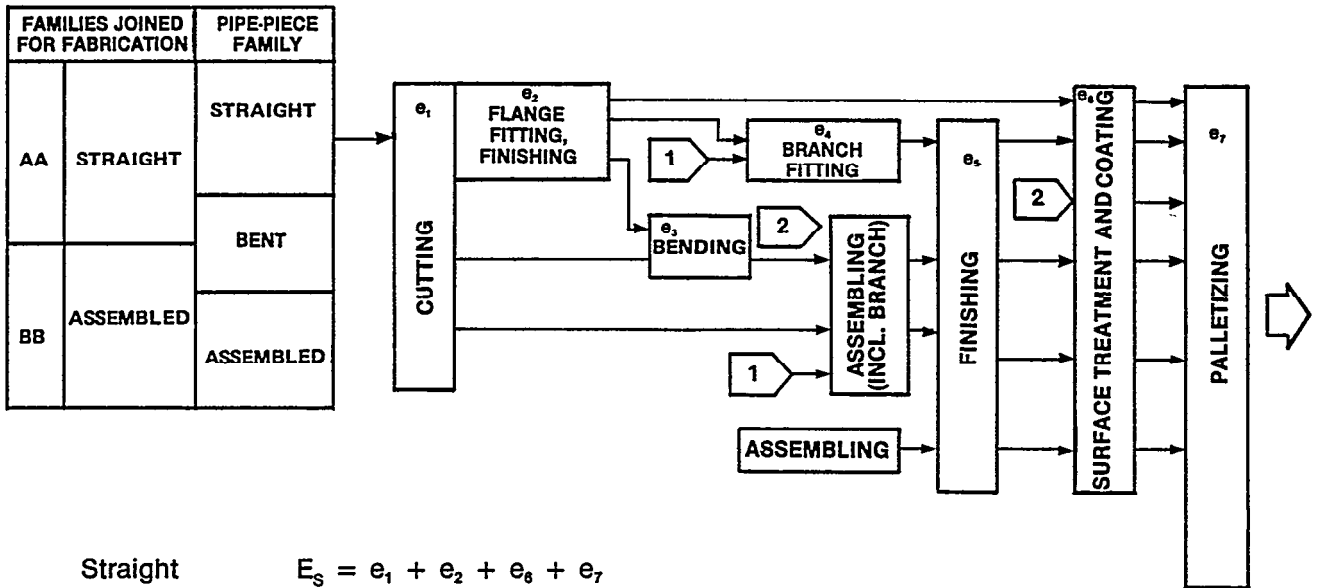 FAMILIES JOINED
FOR FABRICATION
PIPE-PIECE
FAMILY
AA
STRAIGHT
STRAIGHT
BENT
BB
ASSEMBLED
ASSEMBLED
e₁
CUTTING
e₂
FLANGE
FITTING,
FINISHING
1
e₄
BRANCH
FITTING
e₃
BENDING
2
ASSEMBLING
(INCL. BRANCH)
1
ASSEMBLING
e₅
FINISHING
2
e₆
SURFACE TREATMENT AND COATING
e₇
PALLETIZING
Straight E_S = e₁ + e₂ + e₆ + e₇